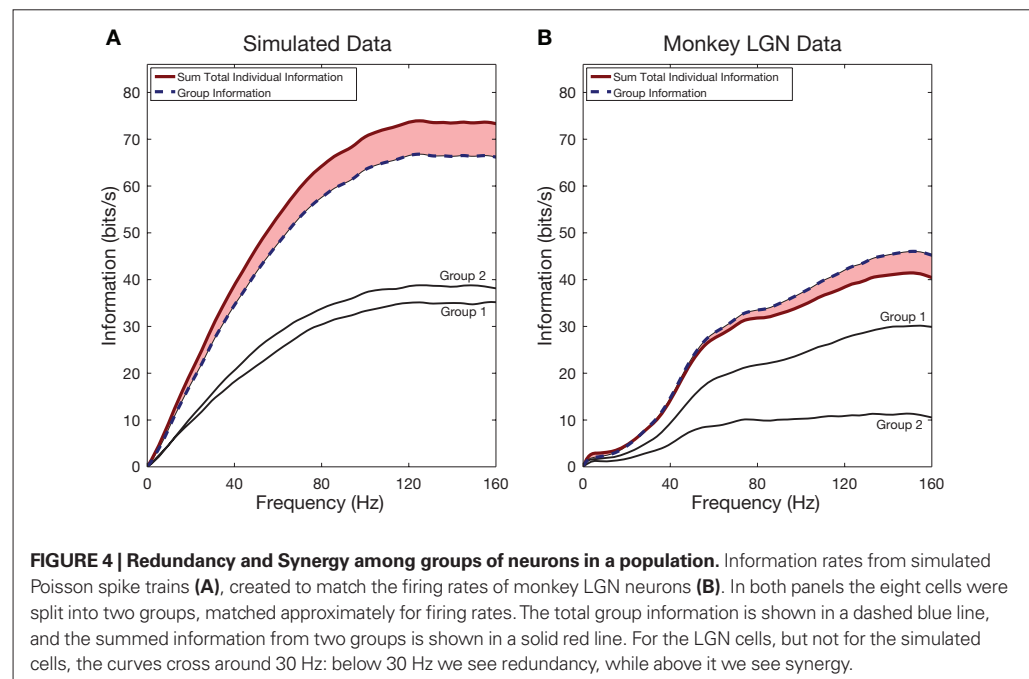 A
Simulated Data
Sum Total Individual Information
Group Information
80
70
60
50
40
30
20
10
0
Information (bits/s)
Group 2
Group 1
0 40 80 120 160
Frequency (Hz)
B
Monkey LGN Data
Sum Total Individual Information
Group Information
80
70
60
50
40
30
20
10
0
Information (bits/s)
Group 1
Group 2
0 40 80 120 160
Frequency (Hz)
FIGURE 4 | Redundancy and Synergy among groups of neurons in a population. Information rates from simulated
Poisson spike trains (A), created to match the firing rates of monkey LGN neurons (B). In both panels the eight cells were
split into two groups, matched approximately for firing rates. The total group information is shown in a dashed blue line,
and the summed information from two groups is shown in a solid red line. For the LGN cells, but not for the simulated
cells, the curves cross around 30 Hz: below 30 Hz we see redundancy, while above it we see synergy.